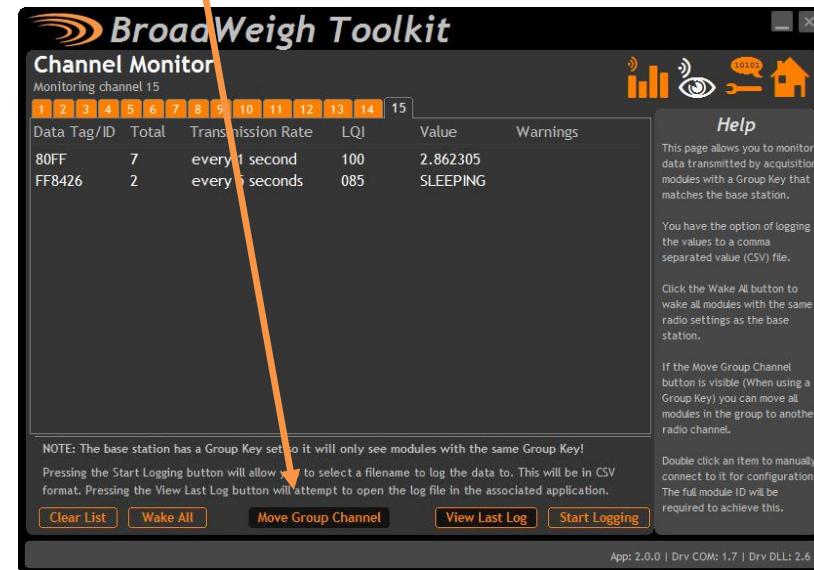 BroadWeigh Toolkit
Channel Monitor
Monitoring channel 15
1 2 3 4 5 6 7 8 9 10 11 12 13 14 15
Data Tag/ID Total Transmission Rate LQI Value Warnings
80FF 7 every 1 second 100 2.862305
FF8426 2 every 5 seconds 085 SLEEPING
NOTE: The base station has a Group Key set so it will only see modules with the same Group Key!
Pressing the Start Logging button will allow you to select a filename to log the data to. This will be in CSV
format. Pressing the View Last Log button will attempt to open the log file in the associated application.
Clear List Wake All Move Group Channel View Last Log Start Logging
10101
Help
This page allows you to monitor
data transmitted by acquisition
modules with a Group Key that
matches the base station.
You have the option of logging
the values to a comma
separated value (CSV) file.
Click the Wake All button to
wake all modules with the same
radio settings as the base
station.
If the Move Group Channel
button is visible (When using a
Group Key) you can move all
modules in the group to another
radio channel.
Double click an item to manually
connect to it for configuration.
The full module ID will be
required to achieve this.
App: 2.0.0 | Drv COM: 1.7 | Drv DLL: 2.6